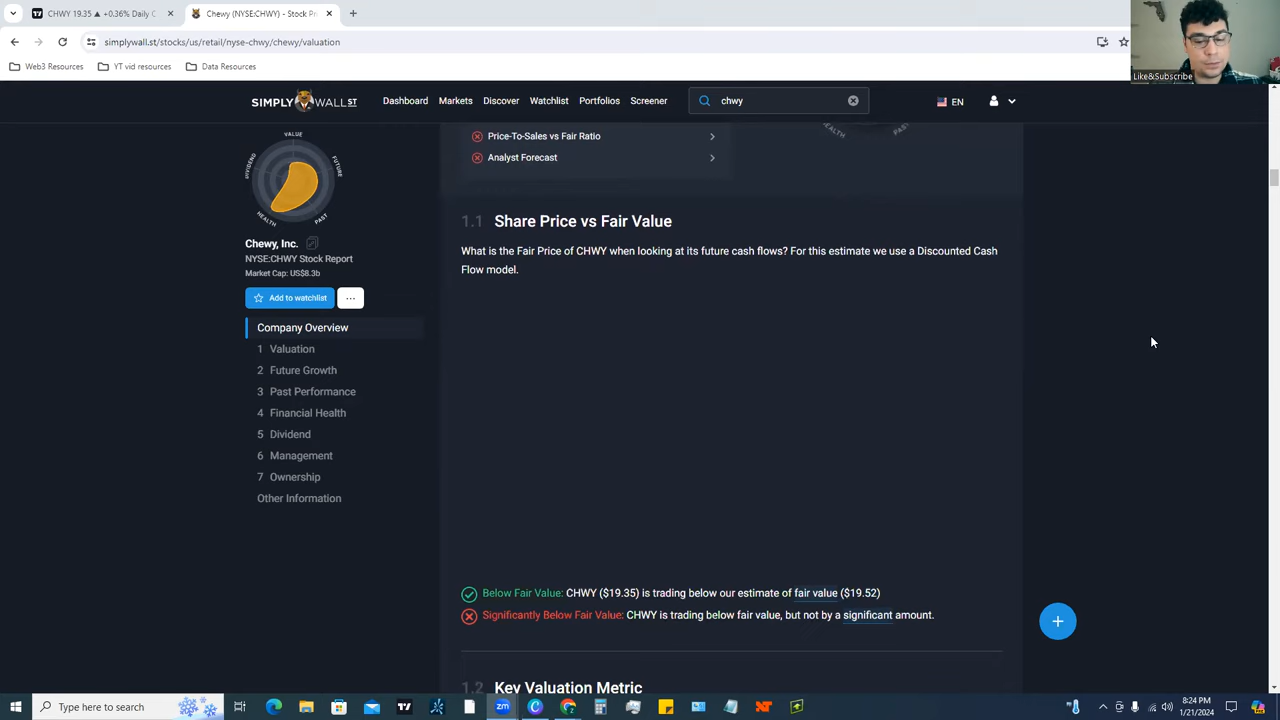 CHWY 19.35 ▲ +0.36% Daily C
Chewy (NYSE:CHWY) - Stock Pr
simplywall.st/stocks/us/retail/nyse-chwy/chewy/valuation
Web3 Resources
YT vid resources
Data Resources
Like&Subscribe
SIMPLY WALL ST
Dashboard
Markets
Discover
Watchlist
Portfolios
Screener
chwy
EN
VALUE
FUTURE
PAST
HEALTH
DIVIDEND
Chewy, Inc.
NYSE:CHWY Stock Report
Market Cap: US$8.3b
Add to watchlist
...
Company Overview
1 Valuation
2 Future Growth
3 Past Performance
4 Financial Health
5 Dividend
6 Management
7 Ownership
Other Information
Price-To-Sales vs Fair Ratio
Analyst Forecast
HEALTH
PAST
1.1 Share Price vs Fair Value
What is the Fair Price of CHWY when looking at its future cash flows? For this estimate we use a Discounted Cash
Flow model.
Below Fair Value: CHWY ($19.35) is trading below our estimate of fair value ($19.52)
Significantly Below Fair Value: CHWY is trading below fair value, but not by a significant amount.
1.2 Key Valuation Metric
Type here to search
8:24 PM
1/21/2024